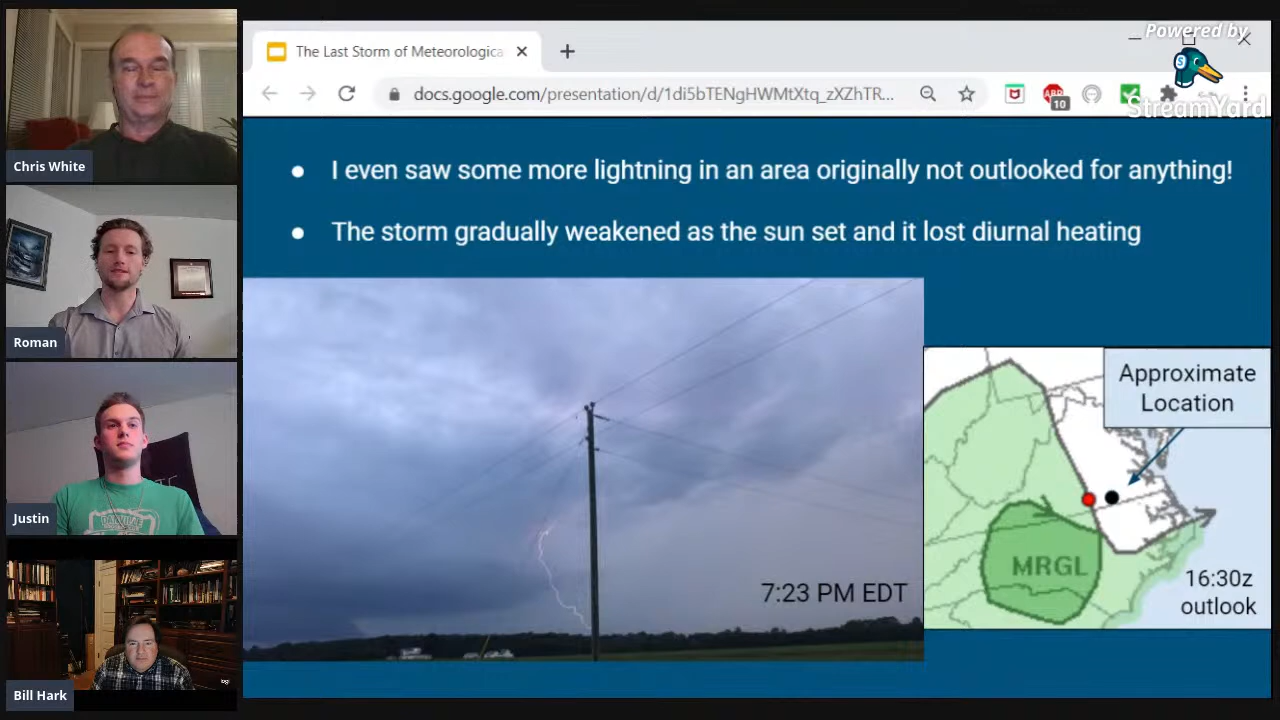 Powered by
StreamYard
The Last Storm of Meteorologica
docs.google.com/presentation/d/1di5bTENgHWMtXtq_zXZhTR...
ABP
10
Chris White
Roman
Justin
Bill Hark
● I even saw some more lightning in an area originally not outlooked for anything!
● The storm gradually weakened as the sun set and it lost diurnal heating
7:23 PM EDT
Approximate
Location
MRGL
16:30z
outlook